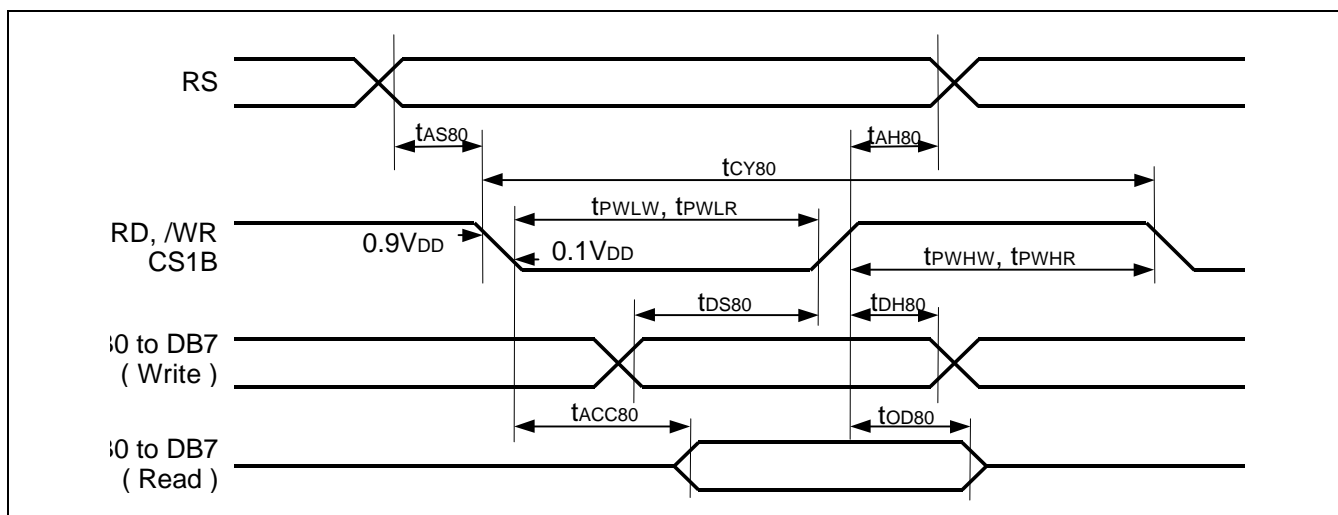 RS
tAS80
tAH80
tCY80
RD, /WR
CS1B
tPWLW, tPWLR
0.9VDD
0.1VDD
tPWHW, tPWHR
tDS80
tDH80
to DB7
( Write )
tACC80
tOD80
to DB7
( Read )